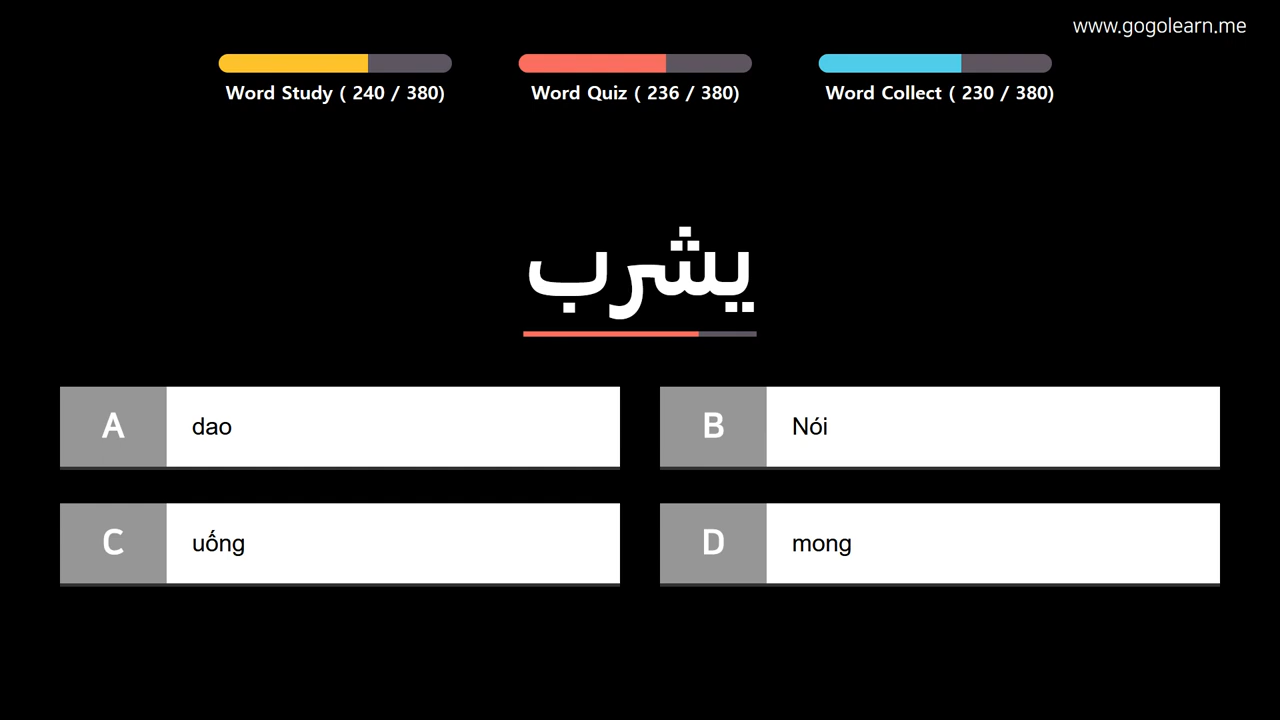 www.gogolearn.me
Word Study ( 240 / 380)
Word Quiz ( 236 / 380)
Word Collect ( 230 / 380)
يشرب
A
dao
B
Nói
C
uống
D
mong